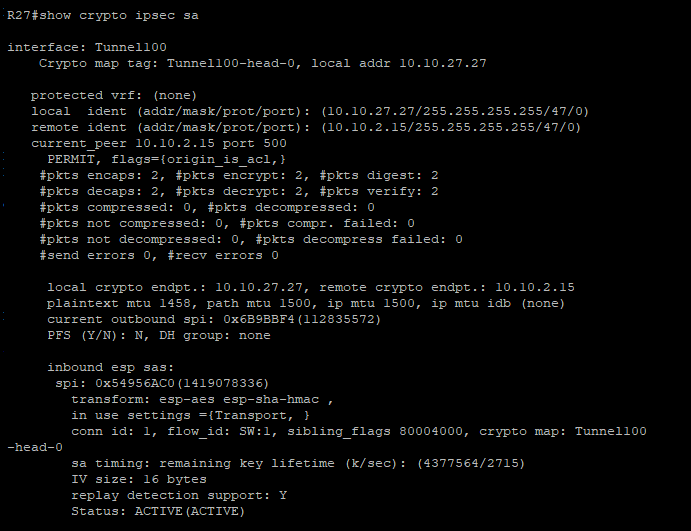 R27#show crypto ipsec sa
interface: Tunnel100
Crypto map tag: Tunnel100-head-0, local addr 10.10.27.27
protected vrf: (none)
local  ident (addr/mask/prot/port): (10.10.27.27/255.255.255.255/47/0)
remote ident (addr/mask/prot/port): (10.10.2.15/255.255.255.255/47/0)
current_peer 10.10.2.15 port 500
PERMIT, flags={origin_is_acl,}
#pkts encaps: 2, #pkts encrypt: 2, #pkts digest: 2
#pkts decaps: 2, #pkts decrypt: 2, #pkts verify: 2
#pkts compressed: 0, #pkts decompressed: 0
#pkts not compressed: 0, #pkts compr. failed: 0
#pkts not decompressed: 0, #pkts decompress failed: 0
#send errors 0, #recv errors 0
local crypto endpt.: 10.10.27.27, remote crypto endpt.: 10.10.2.15
plaintext mtu 1458, path mtu 1500, ip mtu 1500, ip mtu idb (none)
current outbound spi: 0x6B9BBF4(112835572)
PFS (Y/N): N, DH group: none
inbound esp sas:
spi: 0x54956AC0(1419078336)
transform: esp-aes esp-sha-hmac ,
in use settings ={Transport, }
conn id: 1, flow_id: SW:1, sibling_flags 80004000, crypto map: Tunnel100
-head-0
sa timing: remaining key lifetime (k/sec): (4377564/2715)
IV size: 16 bytes
replay detection support: Y
Status: ACTIVE(ACTIVE)